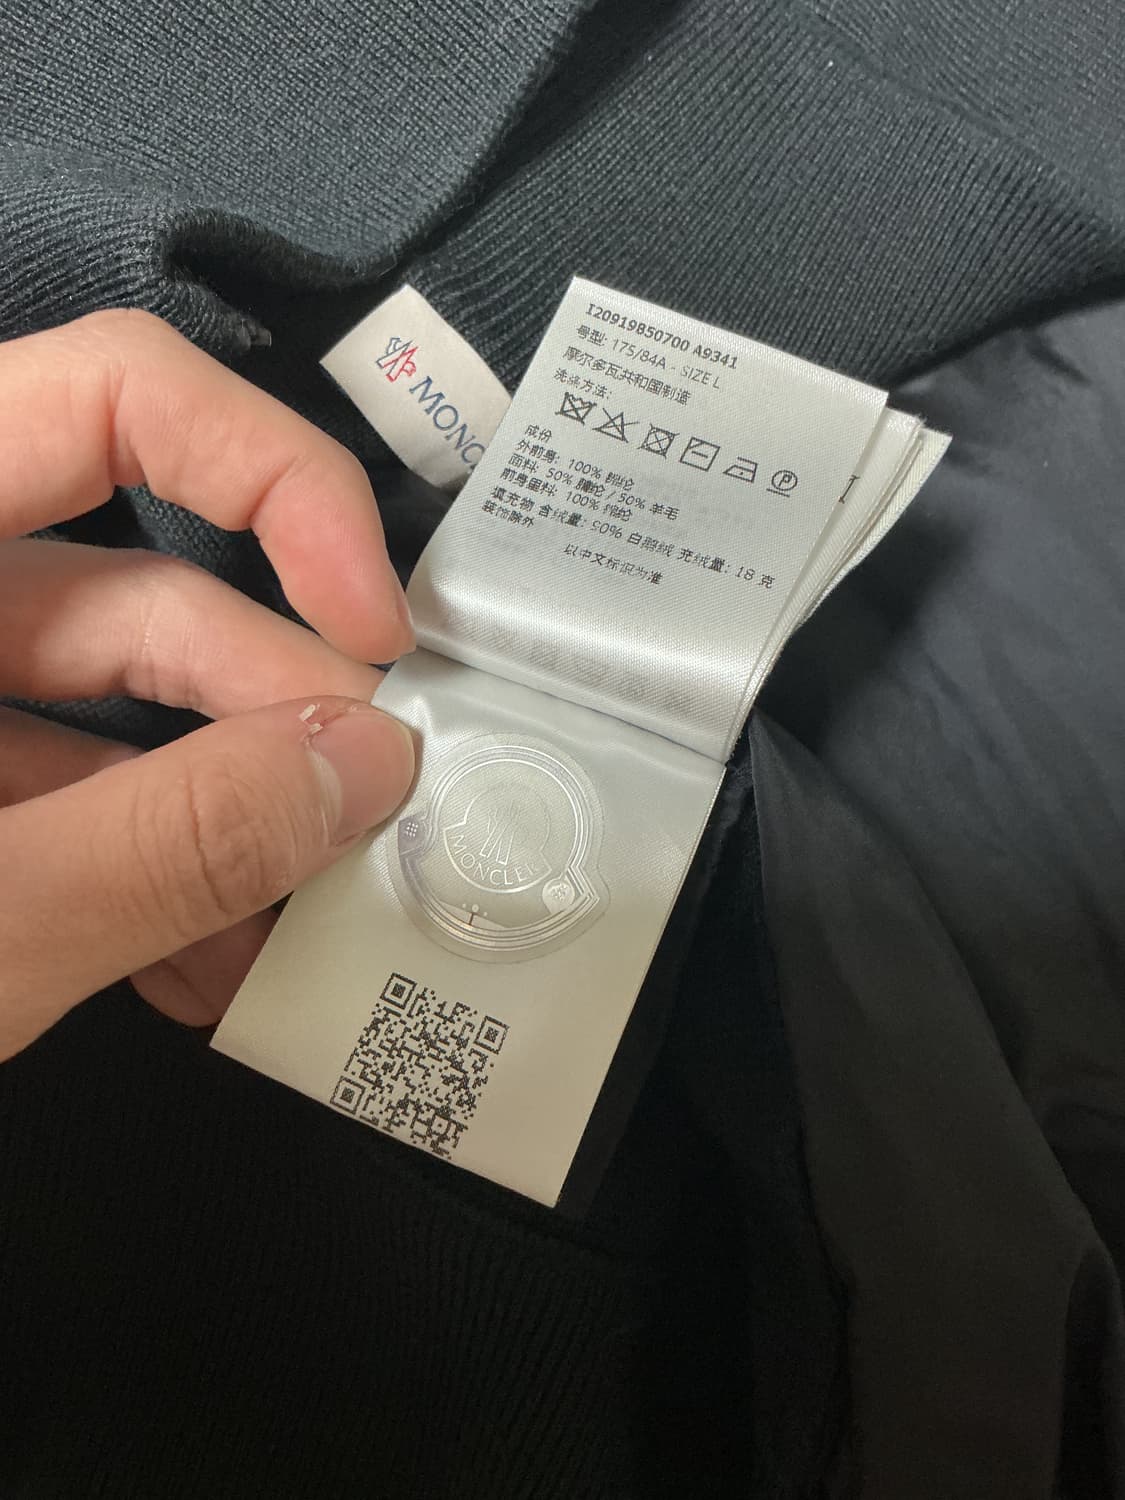 MONC
I20919B50700 A9341
号型: 175/84A - SIZE L
摩尔多瓦共和国制造
洗涤方法:
P
成份
外前身: 100% 锦纶
面料: 50% 腈纶 / 50% 羊毛
前身里料: 100% 锦纶
填充物 含绒量: 90% 白鹅绒 充绒量: 18 克
装饰除外
以中文标识为准
MONCLER